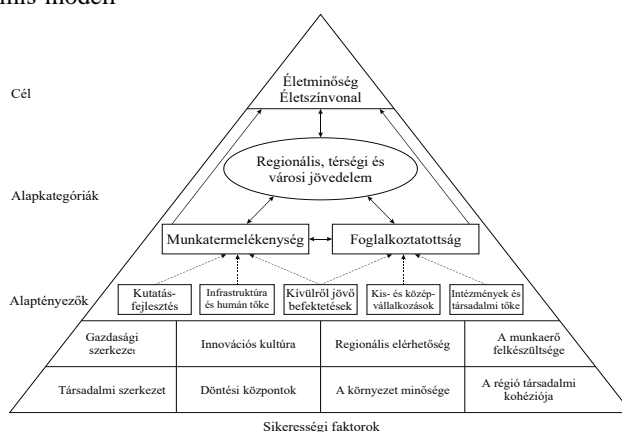 Cél
Életminőség
Életszínvonal
Regionális, térségi és
városi jövedelem
Alapkategóriák
Munkatermelékenység
Foglalkoztatottság
Alaptényezők
Kutatás-
fejlesztés
Infrastruktúra
és humán tőke
Kívülről jövő
befektetések
Kis- és közép-
vállalkozások
Intézmények és
társadalmi tőke
Gazdasági
szerkezet
Innovációs kultúra
Regionális elérhetőség
A munkaerő
felkészültsége
Társadalmi szerkezet
Döntési központok
A környezet minősége
A régió társadalmi
kohéziója
Sikerességi faktorok